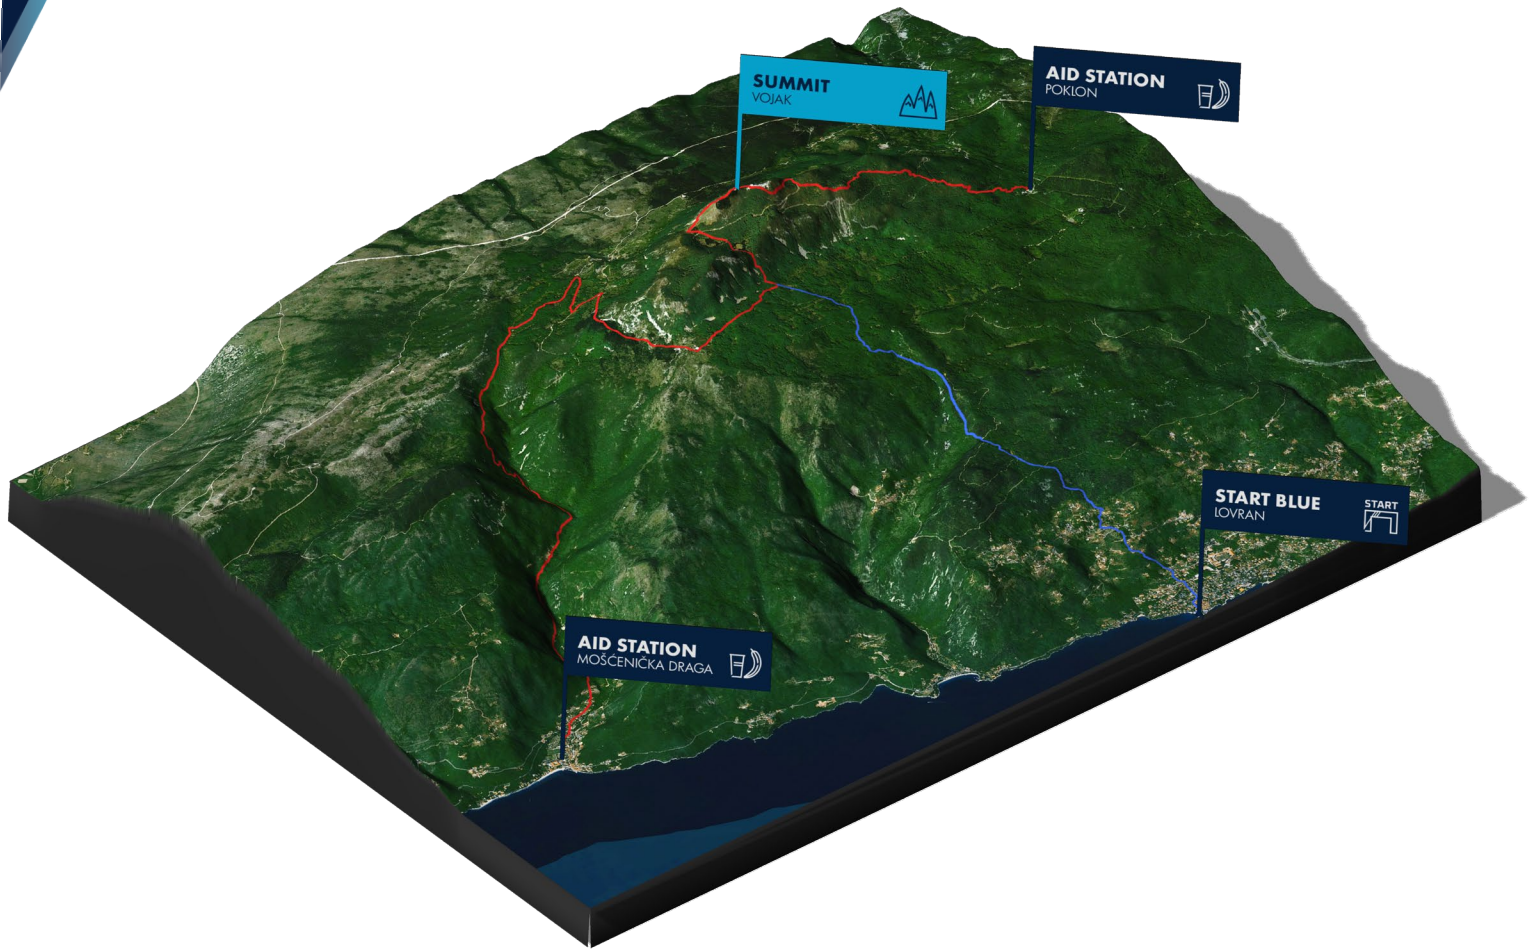 SUMMIT
VOJAK
AID STATION
POKLON
START BLUE
LOVRAN
START
AID STATION
MOŠĆENIČKA DRAGA